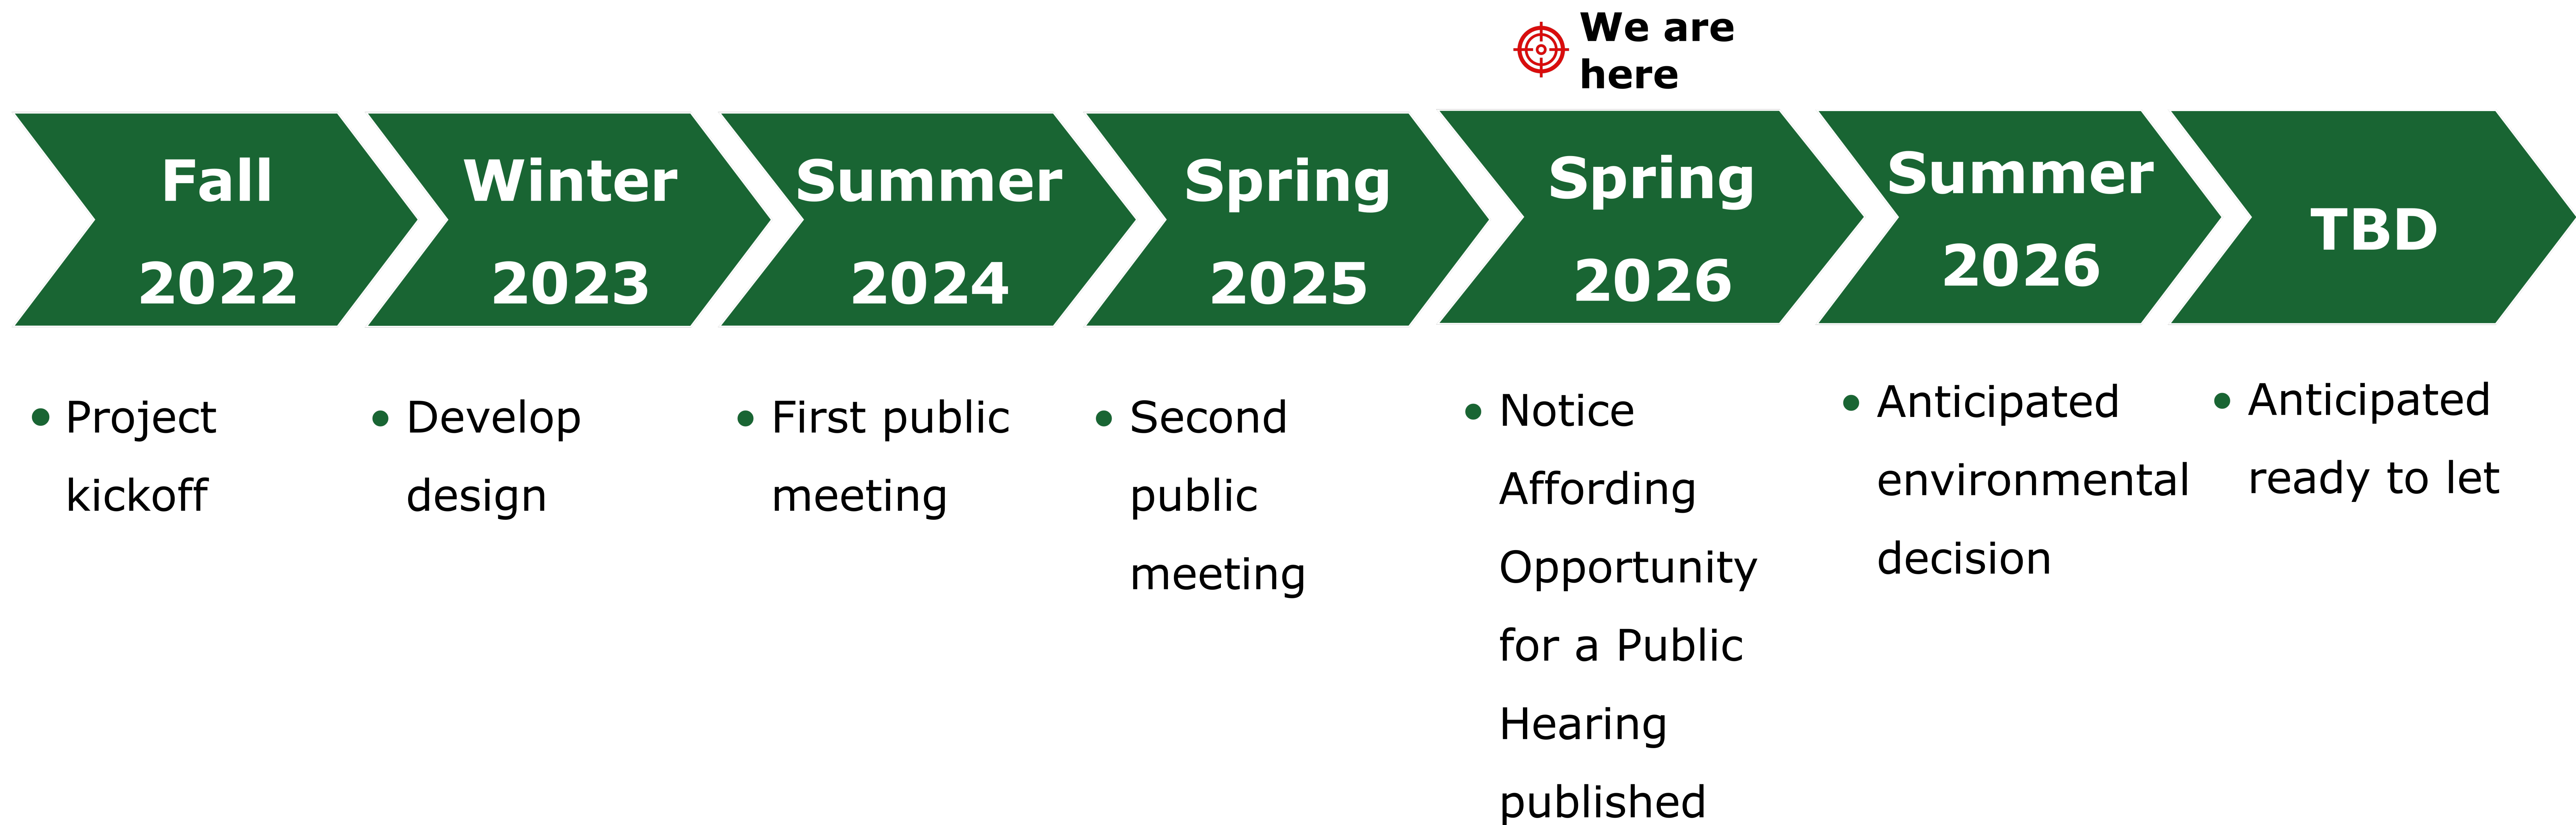 We are
here
Fall
2022
Winter
2023
Summer
2024
Spring
2025
Spring
2026
Summer
2026
TBD
• Project
kickoff
• Develop
design
• First public
meeting
• Second
public
meeting
• Notice
Affording
Opportunity
for a Public
Hearing
published
• Anticipated
environmental
decision
• Anticipated
ready to let